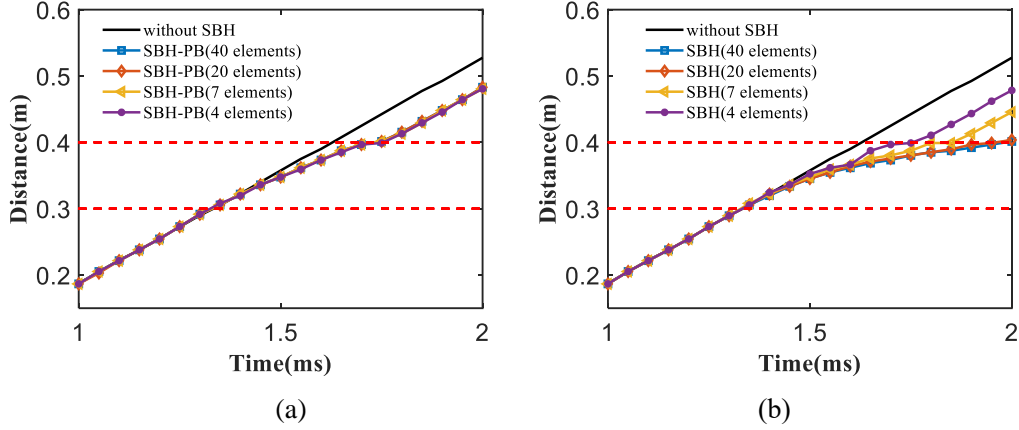 0.6
0.5
0.4
0.3
0.2
Distance(m)
without SBH
SBH-PB(40 elements)
SBH-PB(20 elements)
SBH-PB(7 elements)
SBH-PB(4 elements)
1
1.5
2
Time(ms)
(a)
0.6
0.5
0.4
0.3
0.2
Distance(m)
without SBH
SBH(40 elements)
SBH(20 elements)
SBH(7 elements)
SBH(4 elements)
1
1.5
2
Time(ms)
(b)